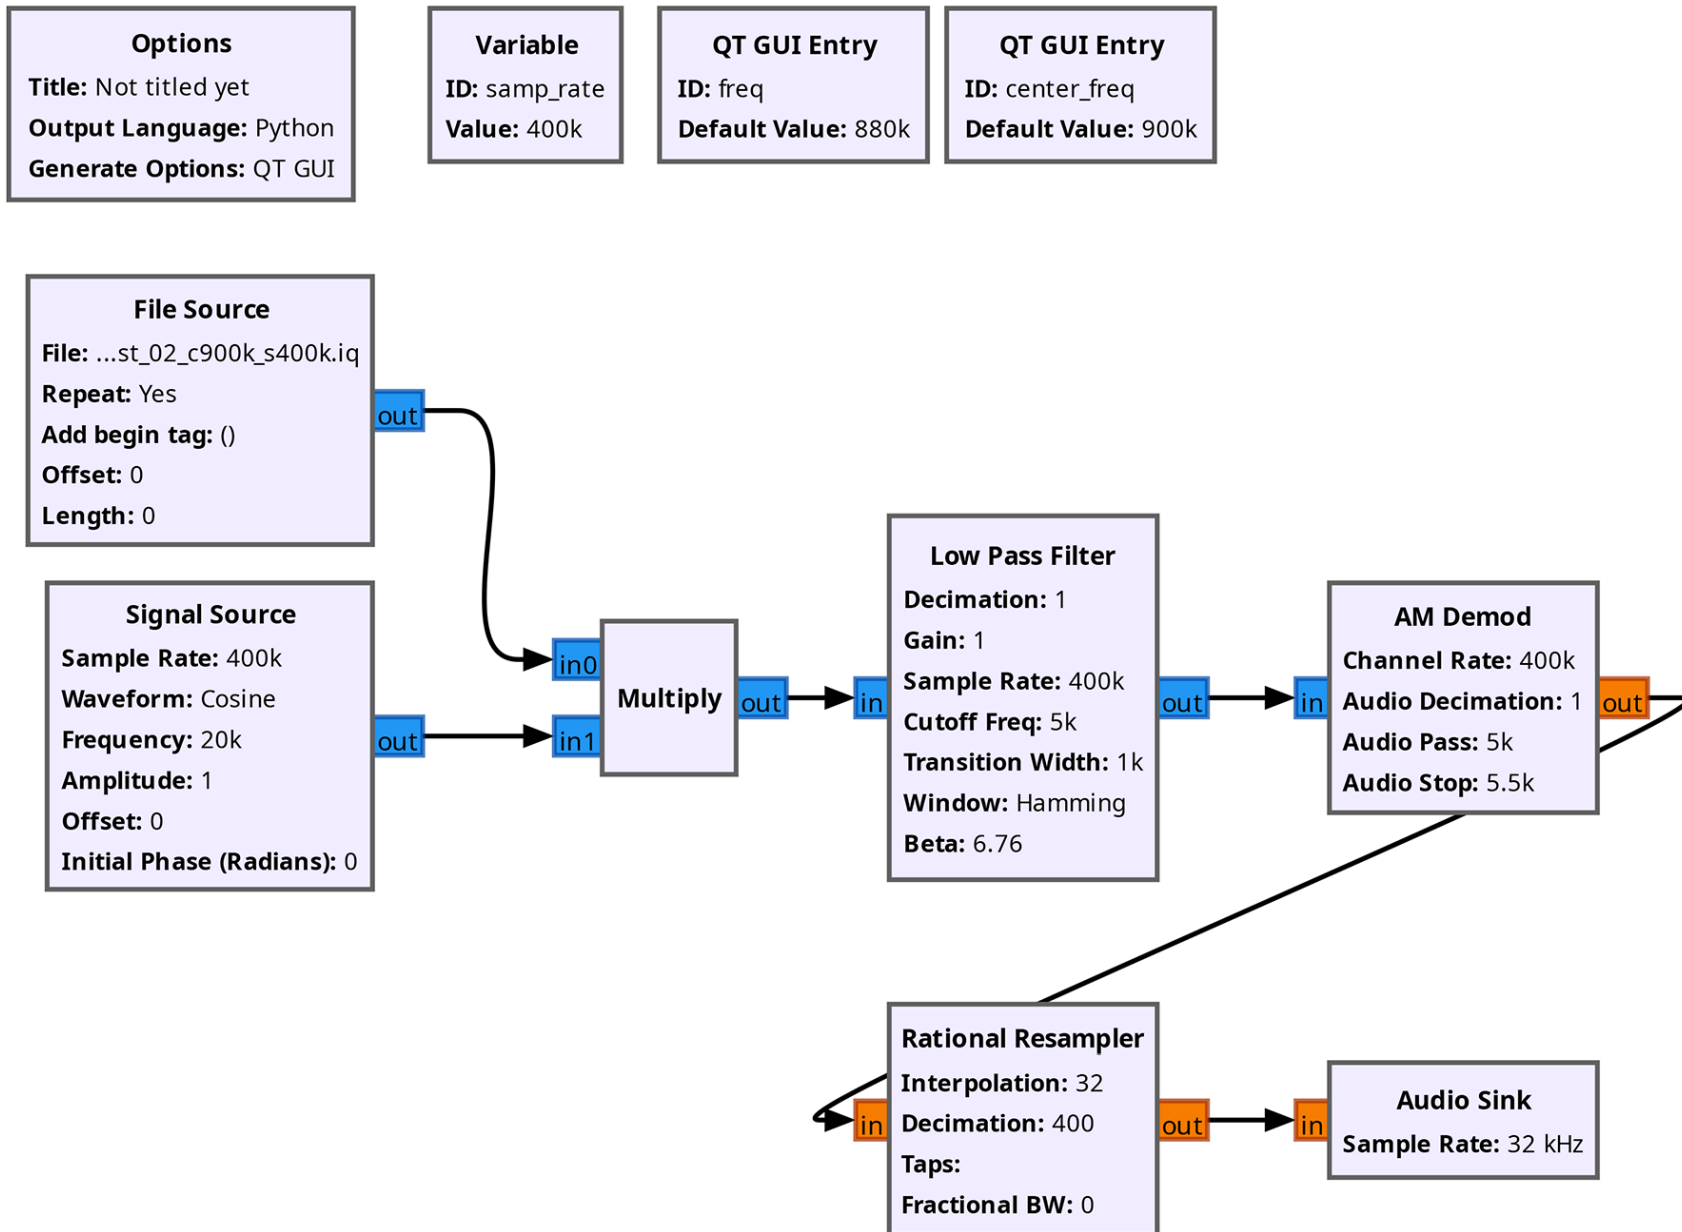 Options
Title: Not titled yet
Output Language: Python
Generate Options: QT GUI
Variable
ID: samp_rate
Value: 400k
QT GUI Entry
ID: freq
Default Value: 880k
QT GUI Entry
ID: center_freq
Default Value: 900k
File Source
File: ...st_02_c900k_s400k.iq
Repeat: Yes
Add begin tag: ()
Offset: 0
Length: 0
out
Signal Source
Sample Rate: 400k
Waveform: Cosine
Frequency: 20k
Amplitude: 1
Offset: 0
Initial Phase (Radians): 0
out
in0
in1
Multiply
out
in
Low Pass Filter
Decimation: 1
Gain: 1
Sample Rate: 400k
Cutoff Freq: 5k
Transition Width: 1k
Window: Hamming
Beta: 6.76
out
in
AM Demod
Channel Rate: 400k
Audio Decimation: 1
Audio Pass: 5k
Audio Stop: 5.5k
out
in
Rational Resampler
Interpolation: 32
Decimation: 400
Taps:
Fractional BW: 0
out
in
Audio Sink
Sample Rate: 32 kHz